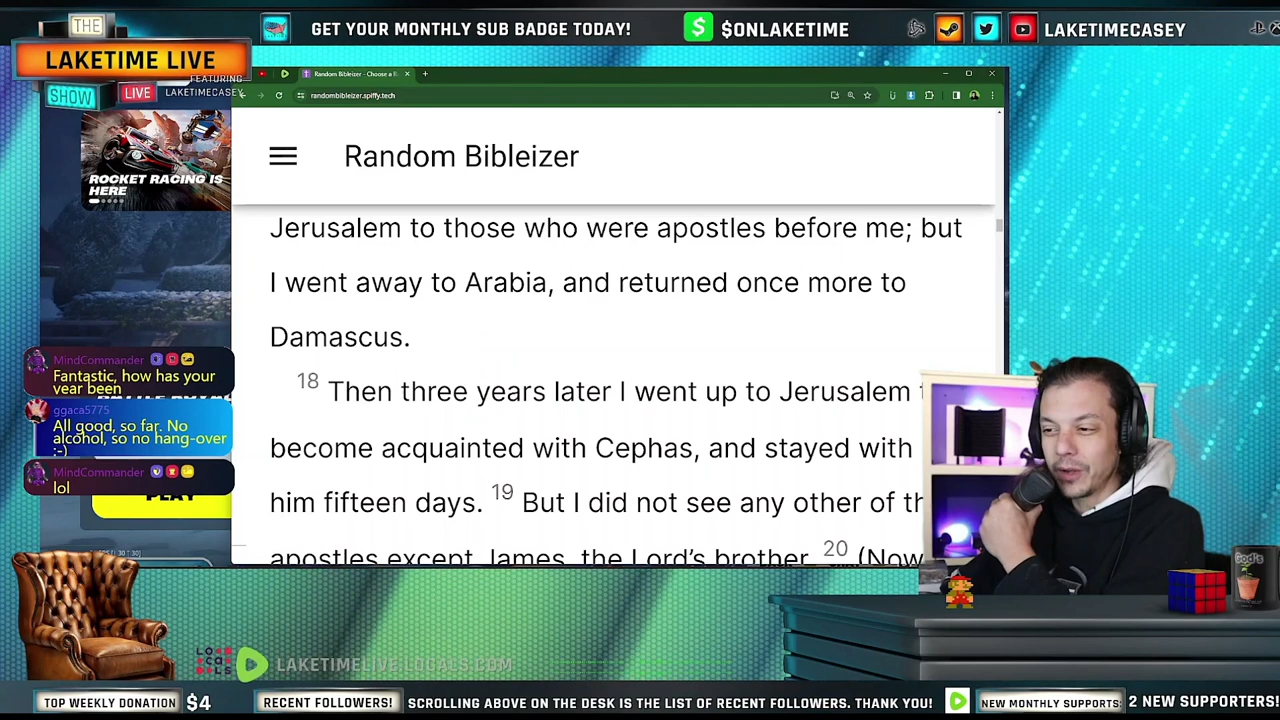 THE
LAKETIME LIVE
FEATURING
LAKETIMECASEY
SHOW
LIVE
GET YOUR MONTHLY SUB BADGE TODAY!
$ONLAKETIME
LAKETIMECASEY
Random Bibleizer - Choose a B
randombibleizer.spiffy.tech
Random Bibleizer
ROCKET RACING IS
HERE
Jerusalem to those who were apostles before me; but
I went away to Arabia, and returned once more to
Damascus.
18 Then three years later I went up to Jerusalem t
become acquainted with Cephas, and stayed with
him fifteen days. 19 But I did not see any other of th
apostles except James, the Lord's brother. 20 (Now
MindCommander
Fantastic, how has your
year been
ggaca5775
All good, so far. No
alcohol, so no hang-over
:-)
MindCommander
lol
PLAY
God's
LOCALS
LAKETIMELIVE.LOCALS.COM
TOP WEEKLY DONATION
$4
RECENT FOLLOWERS!
SCROLLING ABOVE ON THE DESK IS THE LIST OF RECENT FOLLOWERS. THANK YOU!
NEW MONTHLY SUPPORTS:
2 NEW SUPPORTERS!